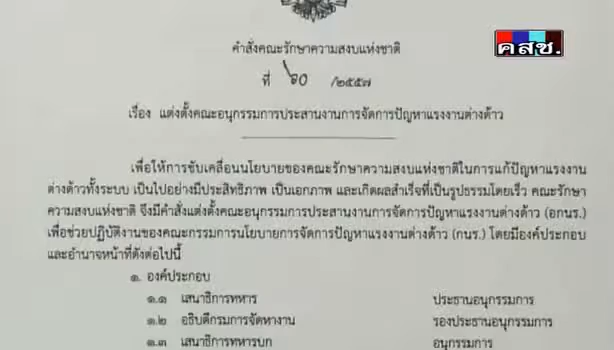 คสช.
คำสั่งคณะรักษาความสงบแห่งชาติ
ที่ ๖๐ /๒๕๕๗
เรื่อง แต่งตั้งคณะอนุกรรมการประสานงานการจัดการปัญหาแรงงานต่างด้าว
เพื่อให้การขับเคลื่อนนโยบายของคณะรักษาความสงบแห่งชาติในการแก้ปัญหาแรงงาน
ต่างด้าวทั้งระบบ เป็นไปอย่างมีประสิทธิภาพ เป็นเอกภาพ และเกิดผลสำเร็จที่เป็นรูปธรรมโดยเร็ว คณะรักษา
ความสงบแห่งชาติ จึงมีคำสั่งแต่งตั้งคณะอนุกรรมการประสานงานการจัดการปัญหาแรงงานต่างด้าว (อกนร.)
เพื่อช่วยปฏิบัติงานของคณะกรรมการนโยบายการจัดการปัญหาแรงงานต่างด้าว (กนร.) โดยมีองค์ประกอบ
และอำนาจหน้าที่ดังต่อไปนี้
๑. องค์ประกอบ
๑.๑ เสนาธิการทหาร ประธานอนุกรรมการ
๑.๒ อธิบดีกรมการจัดหางาน รองประธานอนุกรรมการ
๑.๓ เสนาธิการทหารบก อนุกรรมการ